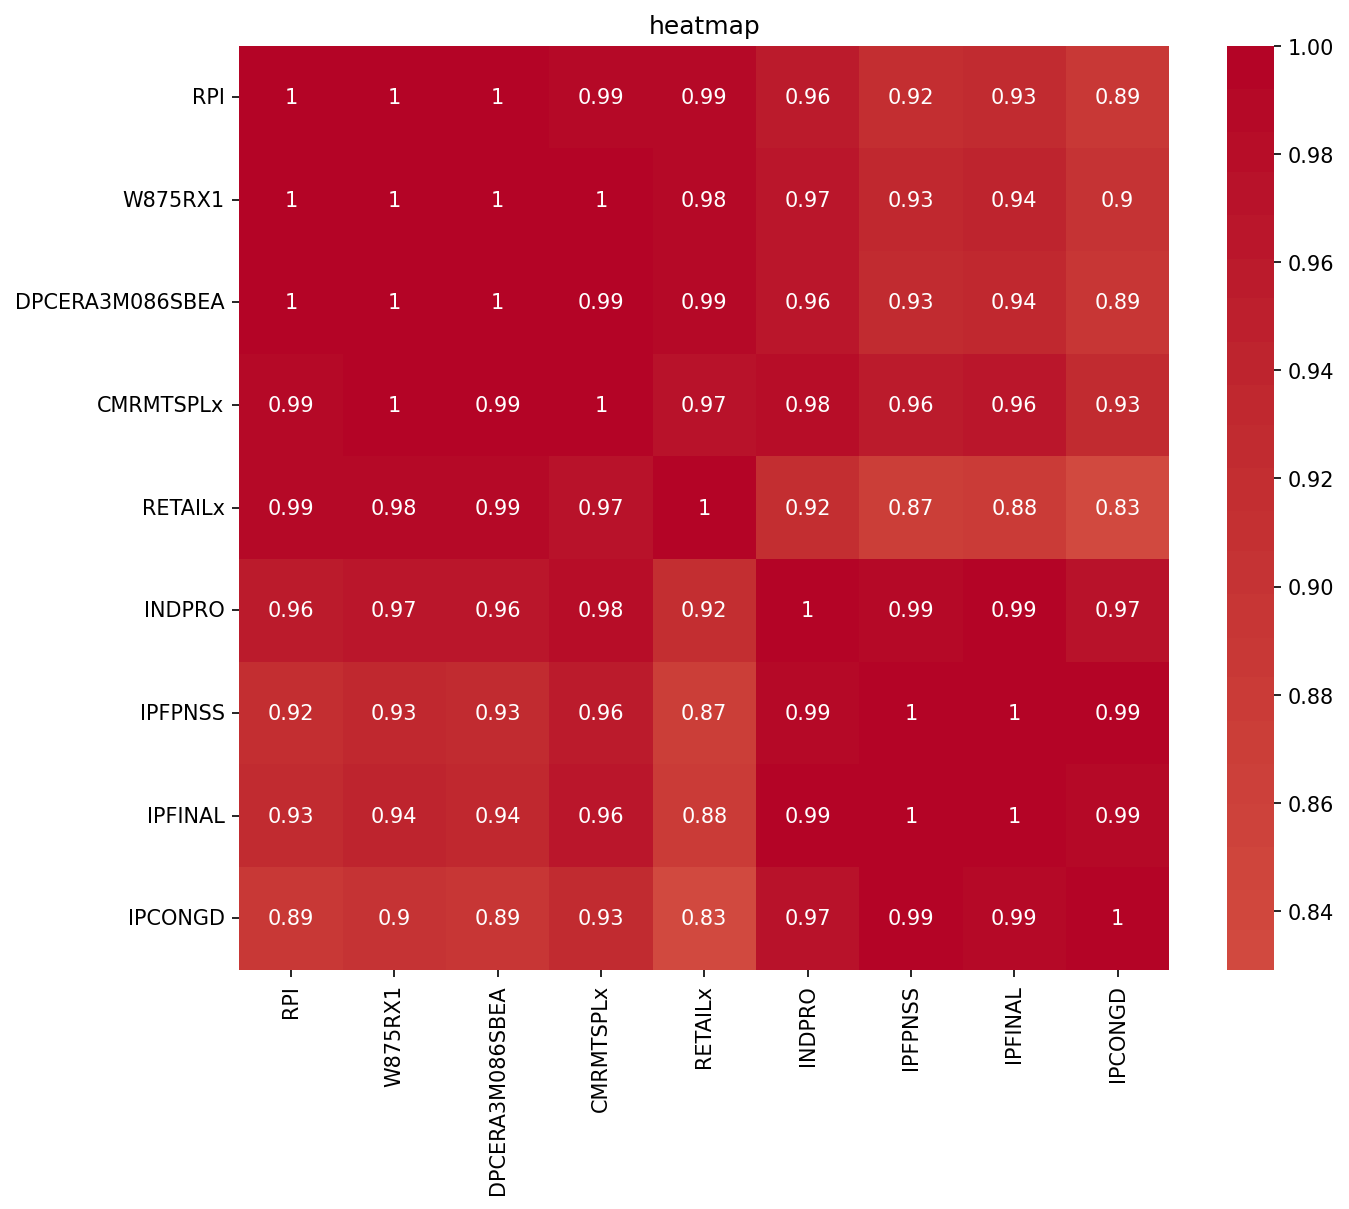 heatmap
RPI 1 1 1 0.99 0.99 0.96 0.92 0.93 0.89
W875RX1 1 1 1 1 0.98 0.97 0.93 0.94 0.9
DPCERA3M086SBEA 1 1 1 0.99 0.99 0.96 0.93 0.94 0.89
CMRMTSPLx 0.99 1 0.99 1 0.97 0.98 0.96 0.96 0.93
RETAILx 0.99 0.98 0.99 0.97 1 0.92 0.87 0.88 0.83
INDPRO 0.96 0.97 0.96 0.98 0.92 1 0.99 0.99 0.97
IPFPNSS 0.92 0.93 0.93 0.96 0.87 0.99 1 1 0.99
IPFINAL 0.93 0.94 0.94 0.96 0.88 0.99 1 1 0.99
IPCONGD 0.89 0.9 0.89 0.93 0.83 0.97 0.99 0.99 1
RPI W875RX1 DPCERA3M086SBEA CMRMTSPLx RETAILx INDPRO IPFPNSS IPFINAL IPCONGD
1.00
0.98
0.96
0.94
0.92
0.90
0.88
0.86
0.84